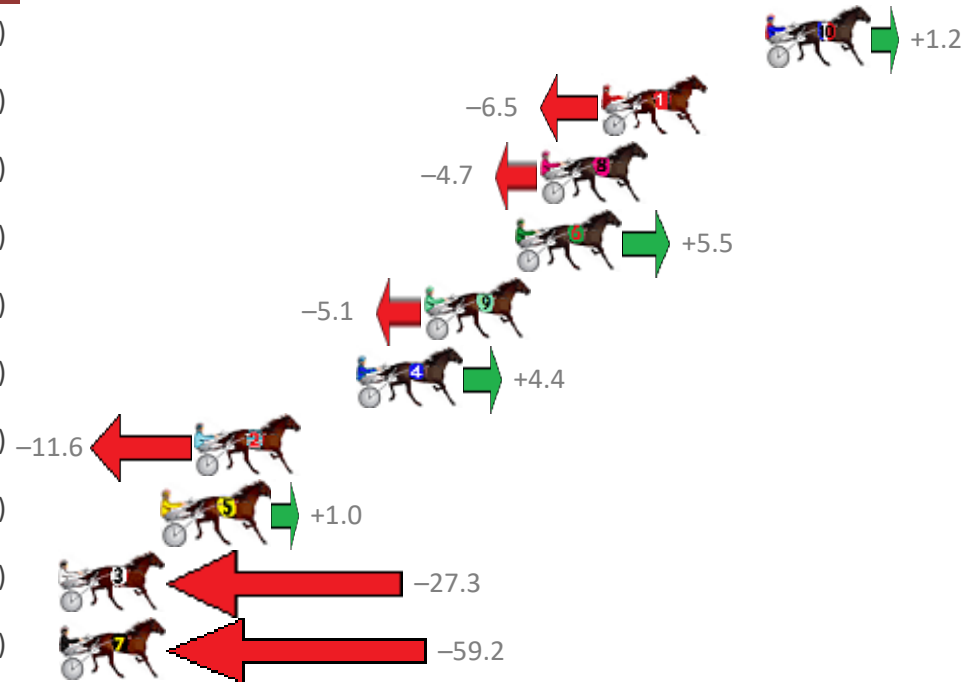 ) 10 +1.2
) –6.5 1
) –4.7 8
) 6 +5.5
) –5.1 9
) 4 +4.4
) –11.6 2
) 5 +1.0
) 3 –27.3
) 7 –59.2